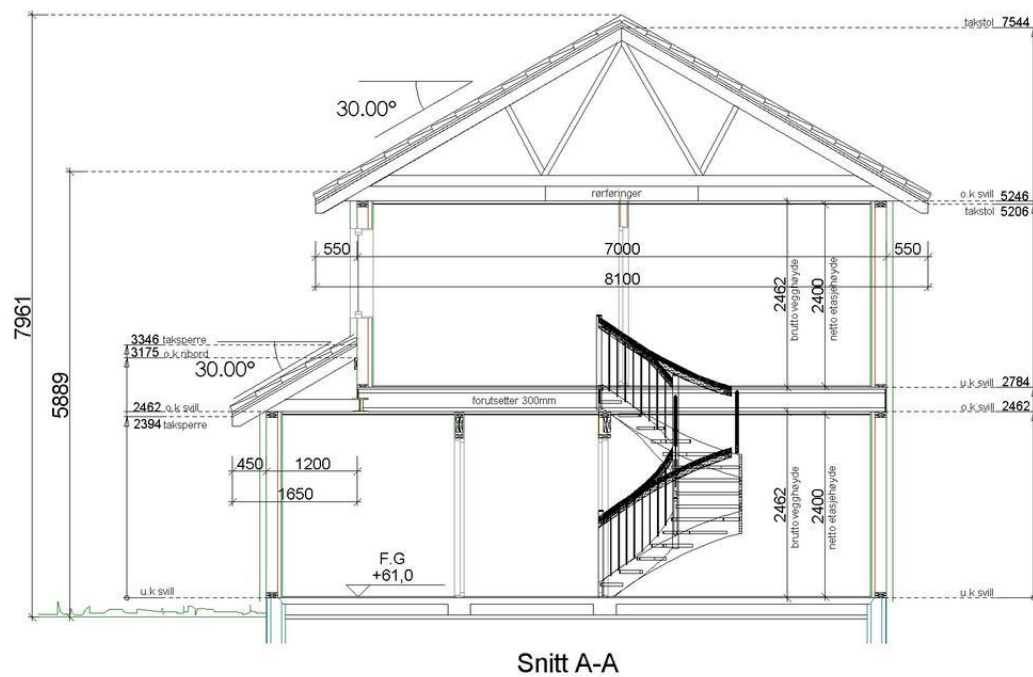 takstol 7544
30.00°
rørføringer
o.k svill 5246
takstol 5206
550
7000
550
8100
2462
brutto vegghøyde
2400
netto etasjehøyde
7961
5889
3346 taksperre
3175 o.k ribord
30.00°
2462 o.k svill
2394 taksperre
forutsetter 300mm
u.k svill 2784
o.k svill 2462
450
1200
1650
2462
brutto vegghøyde
2400
netto etasjehøyde
F.G
+61,0
u.k svill
u.k svill
Snitt A-A